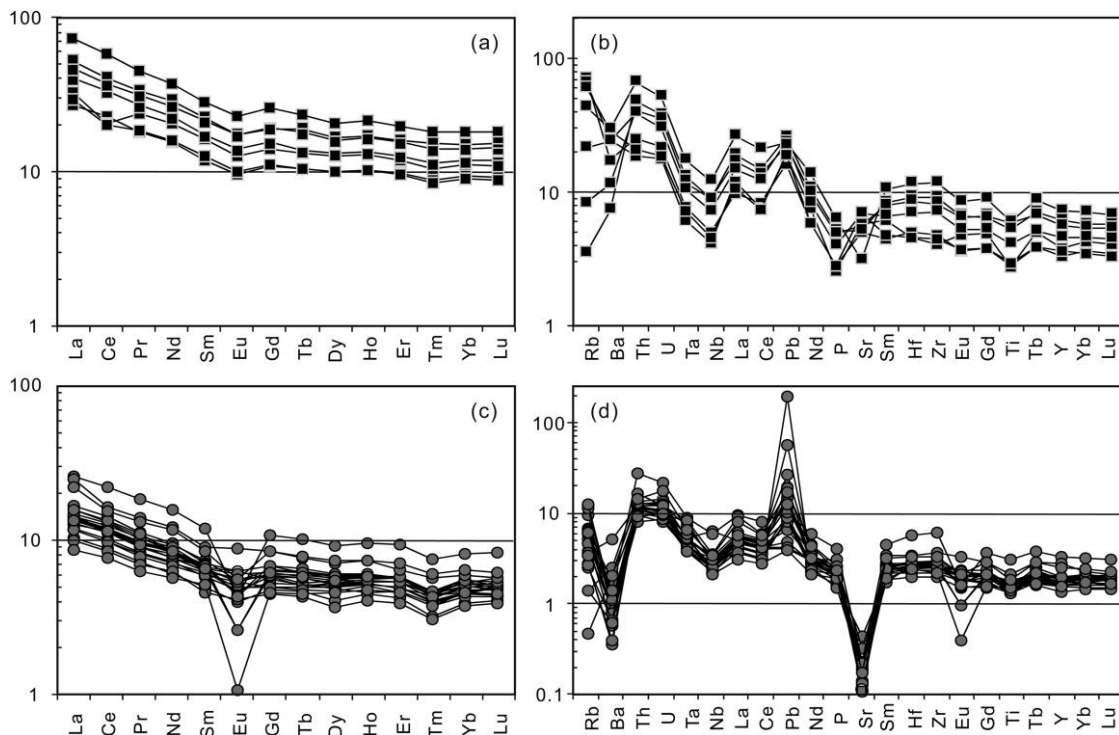 100
10
1
(a)
La Ce Pr Nd Sm Eu Gd Tb Dy Ho Er Tm Yb Lu
100
10
1
(b)
Rb Ba Th U Ta Nb La Ce Pb Nd P Sr Sm Hf Zr Eu Gd Ti Tb Y Yb Lu
100
10
1
(c)
La Ce Pr Nd Sm Eu Gd Tb Dy Ho Er Tm Yb Lu
100
10
1
0.1
(d)
Rb Ba Th U Ta Nb La Ce Pb Nd P Sr Sm Hf Zr Eu Gd Ti Tb Y Yb Lu